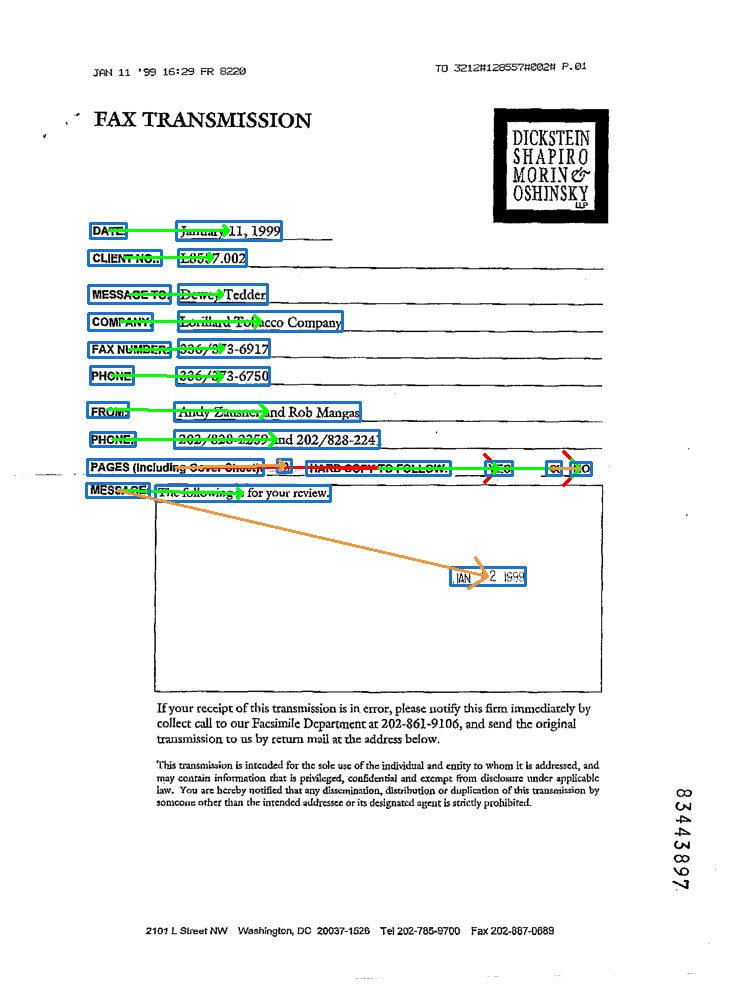 JAN 11 '99 16:29 FR 8220
TO 3212#128557#002# P.01
FAX TRANSMISSION
DICKSTEIN
SHAPIRO
MORIN &
OSHINSKY
LLP
DATE: January 11, 1999
CLIENT NO.: L8557.002
MESSAGE TO: Dewey Tedder
COMPANY: Lorillard Tobacco Company
FAX NUMBER: 336/373-6917
PHONE 336/373-6750
FROM: Andy Zausner and Rob Mangas
PHONE: 202/828-2259 and 202/828-224
PAGES (Including Cover Sheet): HARD COPY TO FOLLOW: YES NO
MESSAGE: The following is for your review.
JAN 2 1999
If your receipt of this transmission is in error, please notify this firm immediately by
collect call to our Facsimile Department at 202-861-9106, and send the original
transmission to us by return mail at the address below.
This transmission is intended for the sole use of the individual and entity to whom it is addressed, and
may contain information that is privileged, confidential and exempt from disclosure under applicable
law. You are hereby notified that any dissemination, distribution or duplication of this transmission by
someone other than the intended addressee or its designated agent is strictly prohibited.
83443897
2101 L Street NW Washington, DC 20037-1526 Tel 202-785-9700 Fax 202-887-0689